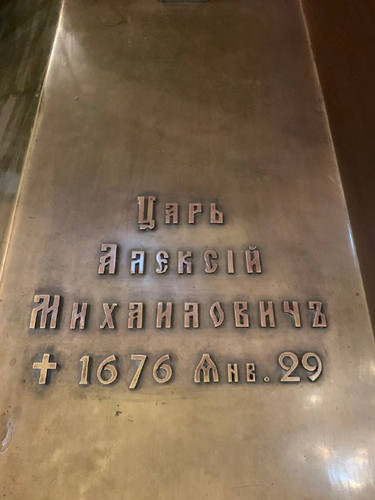 Царь
Алексій
Михаиловичъ
✝ 1676 Янв. 29